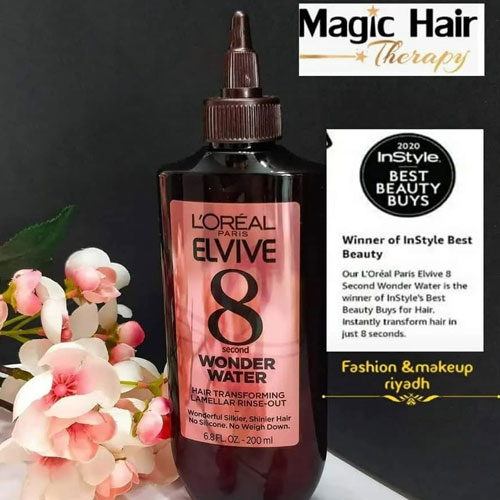 Magic Hair
Therapy
2020
InStyle.
BEST
BEAUTY
BUYS
Winner of InStyle Best
Beauty
Our L'Oréal Paris Elvive 8
Second Wonder Water is the
winner of InStyle's Best
Beauty Buys for Hair.
Instantly transform hair in
just 8 seconds.
Fashion &makeup
riyadh
L'ORÉAL
PARIS
ELVIVE
8
second
WONDER
WATER
HAIR TRANSFORMING
LAMELLAR RINSE-OUT
Wonderful Silkier, Shinier Hair
No Silicone. No Weigh Down.
6.8 FL. OZ. - 200 ml